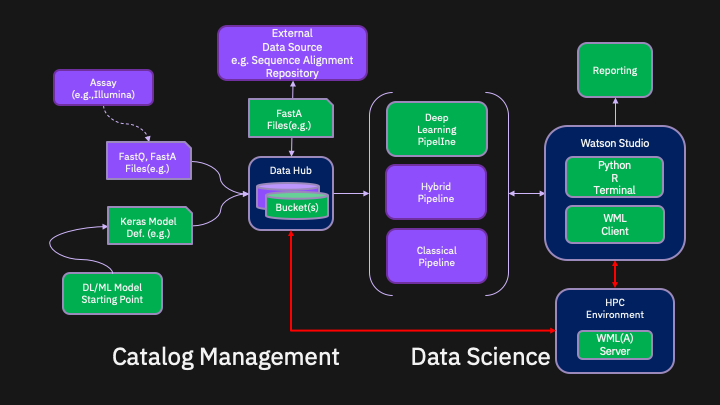 External
Data Source
e.g. Sequence Alignment
Repository
Assay
(e.g.,Illumina)
FastA
Files(e.g.)
FastQ, FastA
Files(e.g.)
Keras Model
Def. (e.g.)
DL/ML Model
Starting Point
Data Hub
Bucket(s)
Deep
Learning
PipelIne
Hybrid
Pipeline
Classical
Pipeline
Reporting
Watson Studio
Python
R
Terminal
WML
Client
HPC
Environment
WML(A)
Server
Catalog Management
Data Science